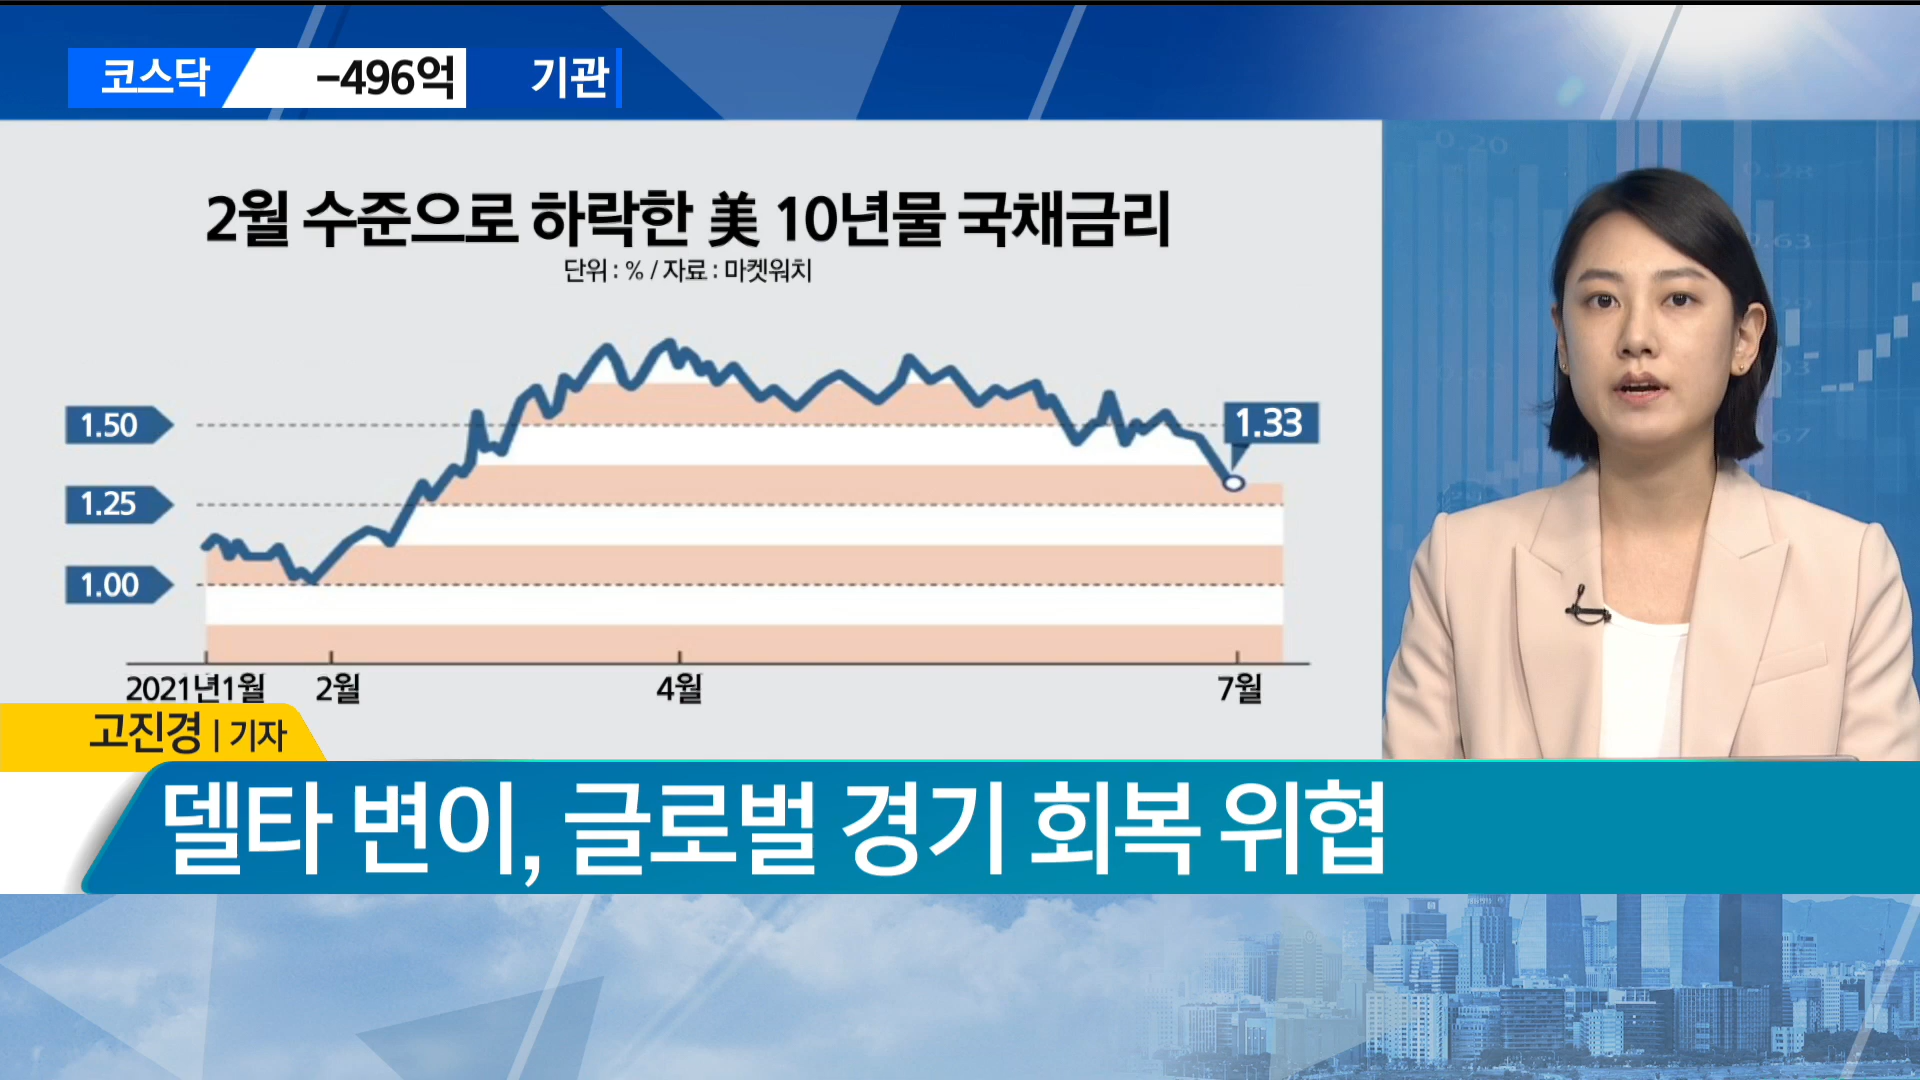 코스닥 -496억 기관
2월 수준으로 하락한 美 10년물 국채금리
단위 : % / 자료 : 마켓워치
1.50
1.33
1.25
1.00
2021년1월 2월 4월 7월
고진경 | 기자
델타 변이, 글로벌 경기 회복 위협